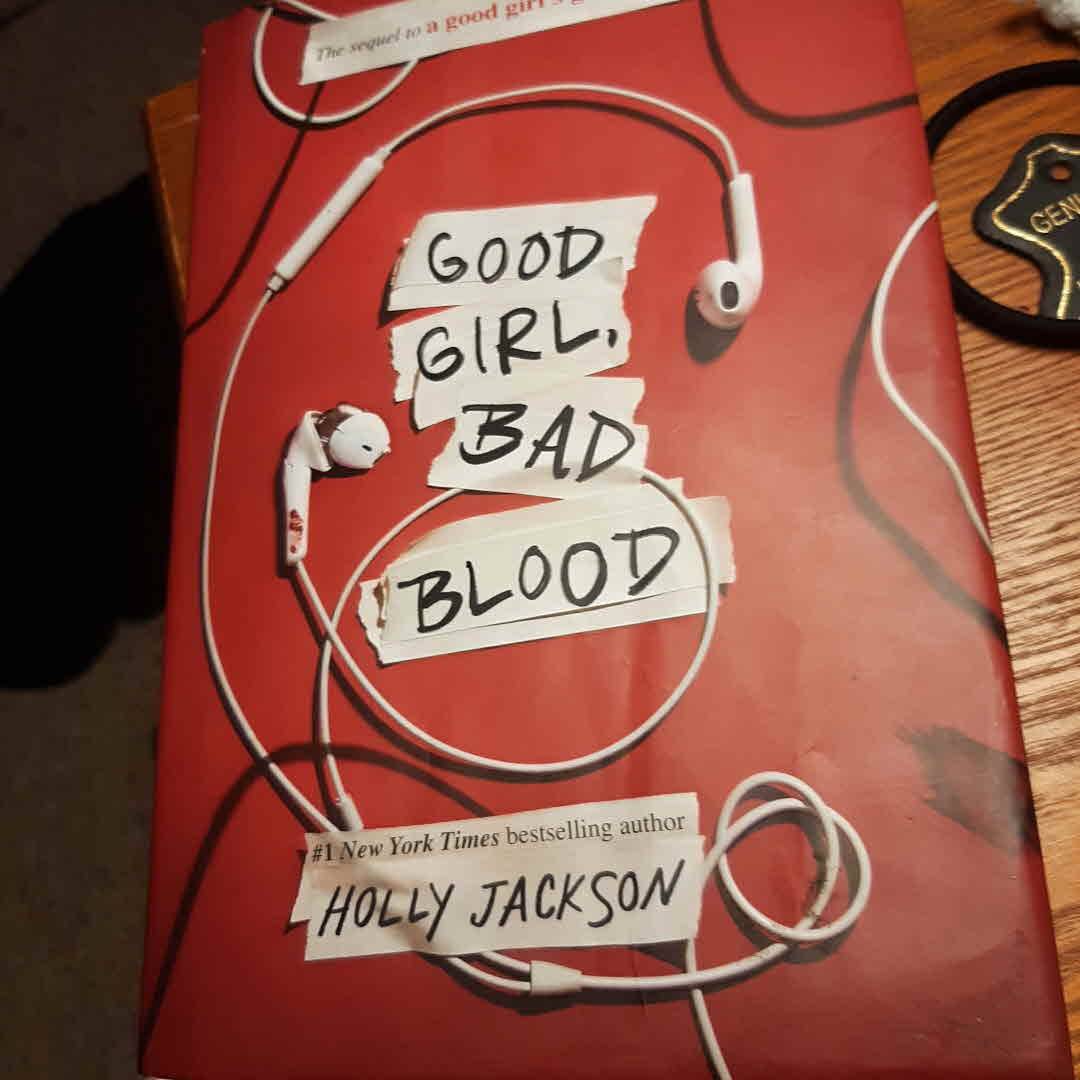 The sequel to a good girl's g
GOOD
GIRL,
BAD
BLOOD
#1 New York Times bestselling author
HOLLY JACKSON